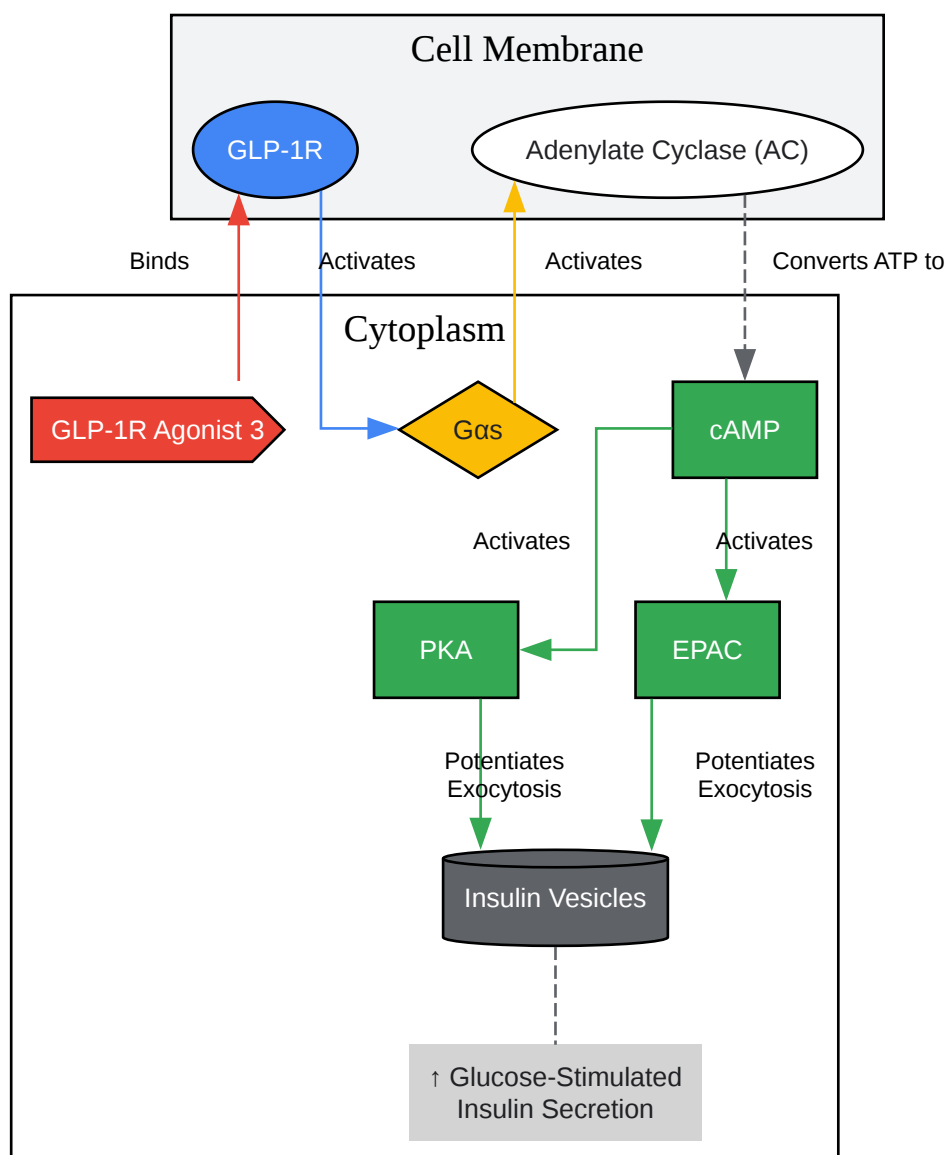 Cell Membrane
GLP-1R
Adenylate Cyclase (AC)
Binds
Activates
Activates
Converts ATP to
Cytoplasm
GLP-1R Agonist 3
Gαs
cAMP
Activates
Activates
PKA
EPAC
Potentiates
Exocytosis
Potentiates
Exocytosis
Insulin Vesicles
↑ Glucose-Stimulated
Insulin Secretion